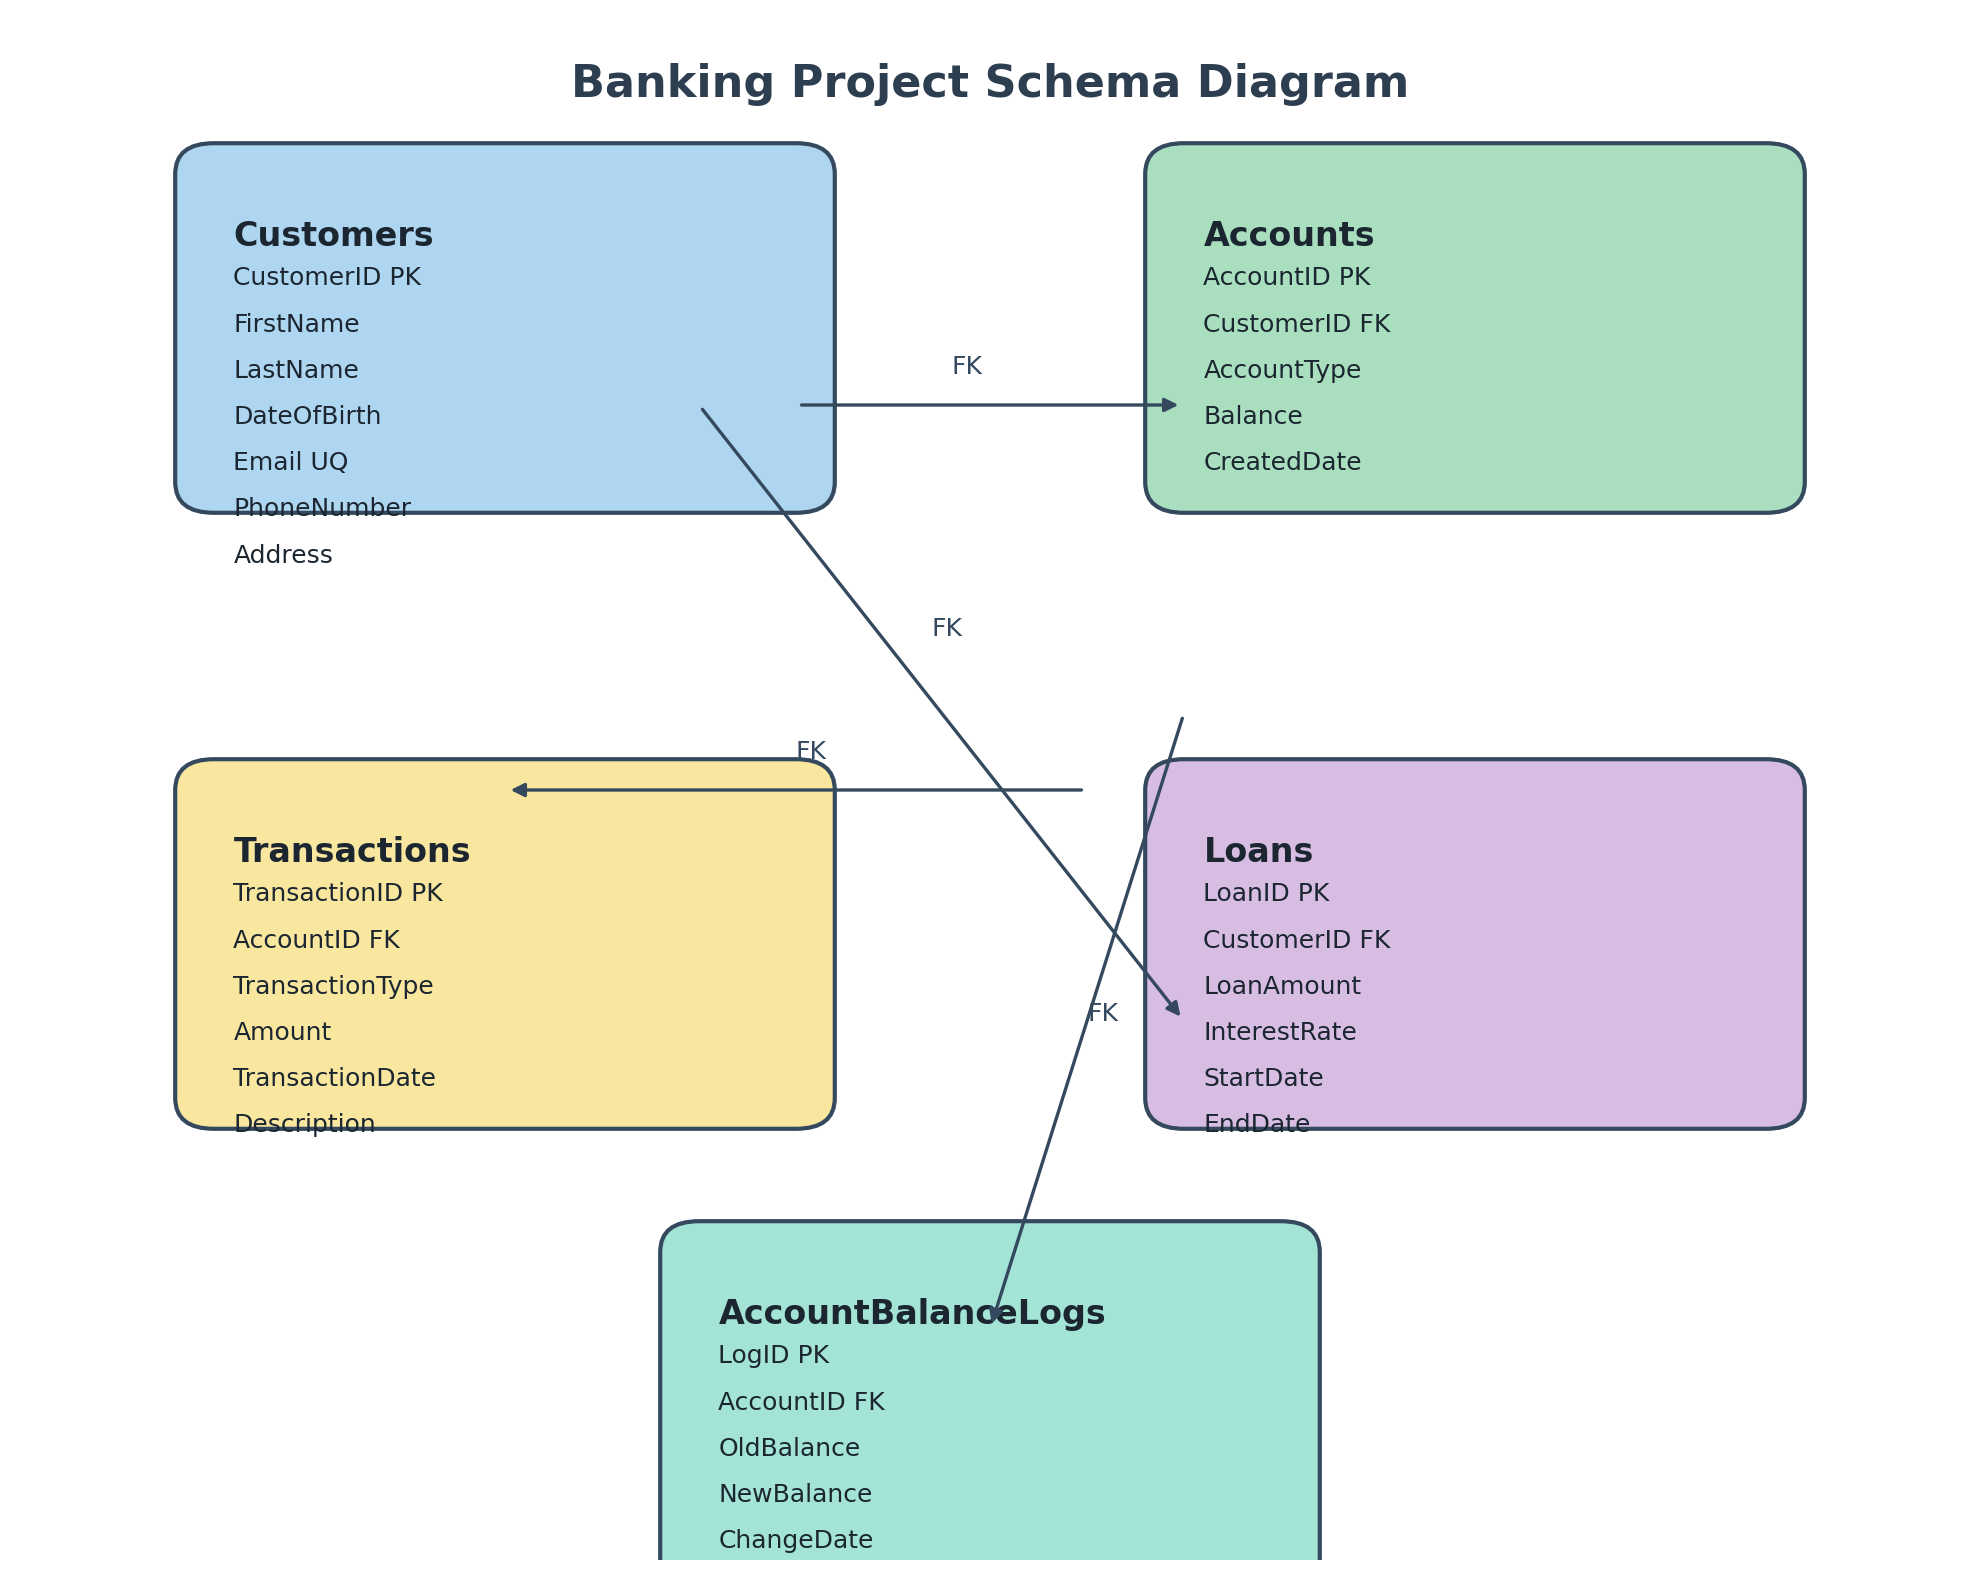 Banking Project Schema Diagram
Customers
CustomerID PK
FirstName
LastName
DateOfBirth
Email UQ
PhoneNumber
Address
FK
Accounts
AccountID PK
CustomerID FK
AccountType
Balance
CreatedDate
FK
FK
Transactions
TransactionID PK
AccountID FK
TransactionType
Amount
TransactionDate
Description
FK
Loans
LoanID PK
CustomerID FK
LoanAmount
InterestRate
StartDate
EndDate
AccountBalanceLogs
LogID PK
AccountID FK
OldBalance
NewBalance
ChangeDate